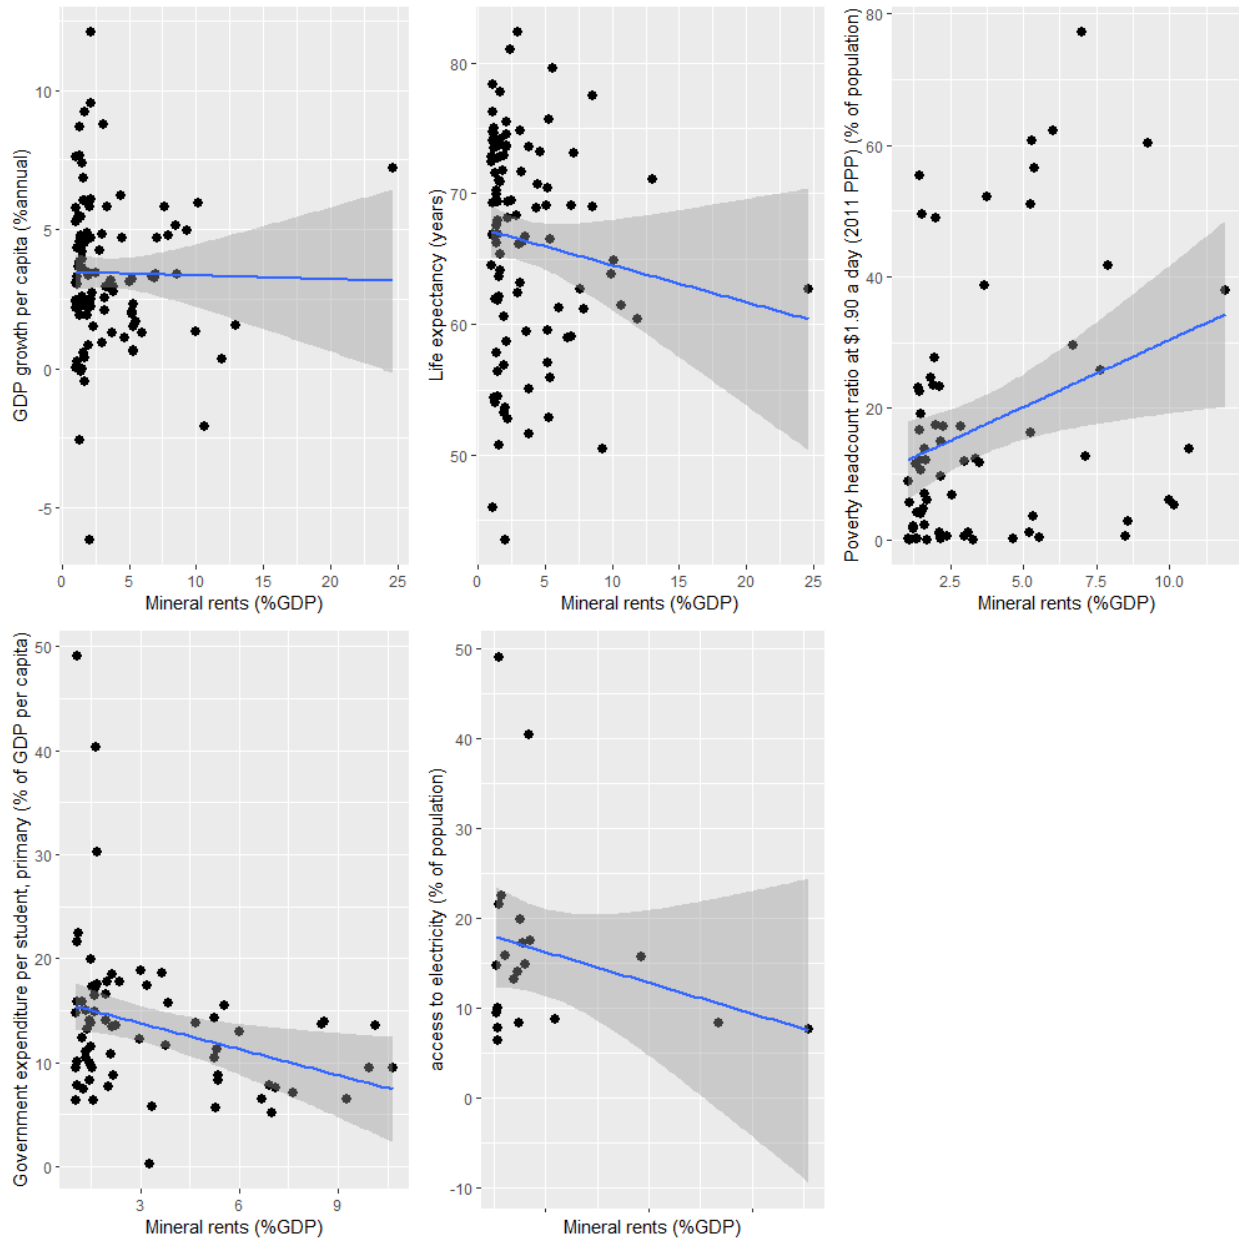 GDP growth per capita (%annual)
10
5
0
-5
0 5 10 15 20 25
Mineral rents (%GDP)
Life expectancy (years)
80
70
60
50
0 5 10 15 20 25
Mineral rents (%GDP)
Poverty headcount ratio at $1.90 a day (2011 PPP) (% of population)
80
60
40
20
0
2.5 5.0 7.5 10.0
Mineral rents (%GDP)
Government expenditure per student, primary (% of GDP per capita)
50
40
30
20
10
0
3 6 9
Mineral rents (%GDP)
access to electricity (% of population)
50
40
30
20
10
0
-10
Mineral rents (%GDP)